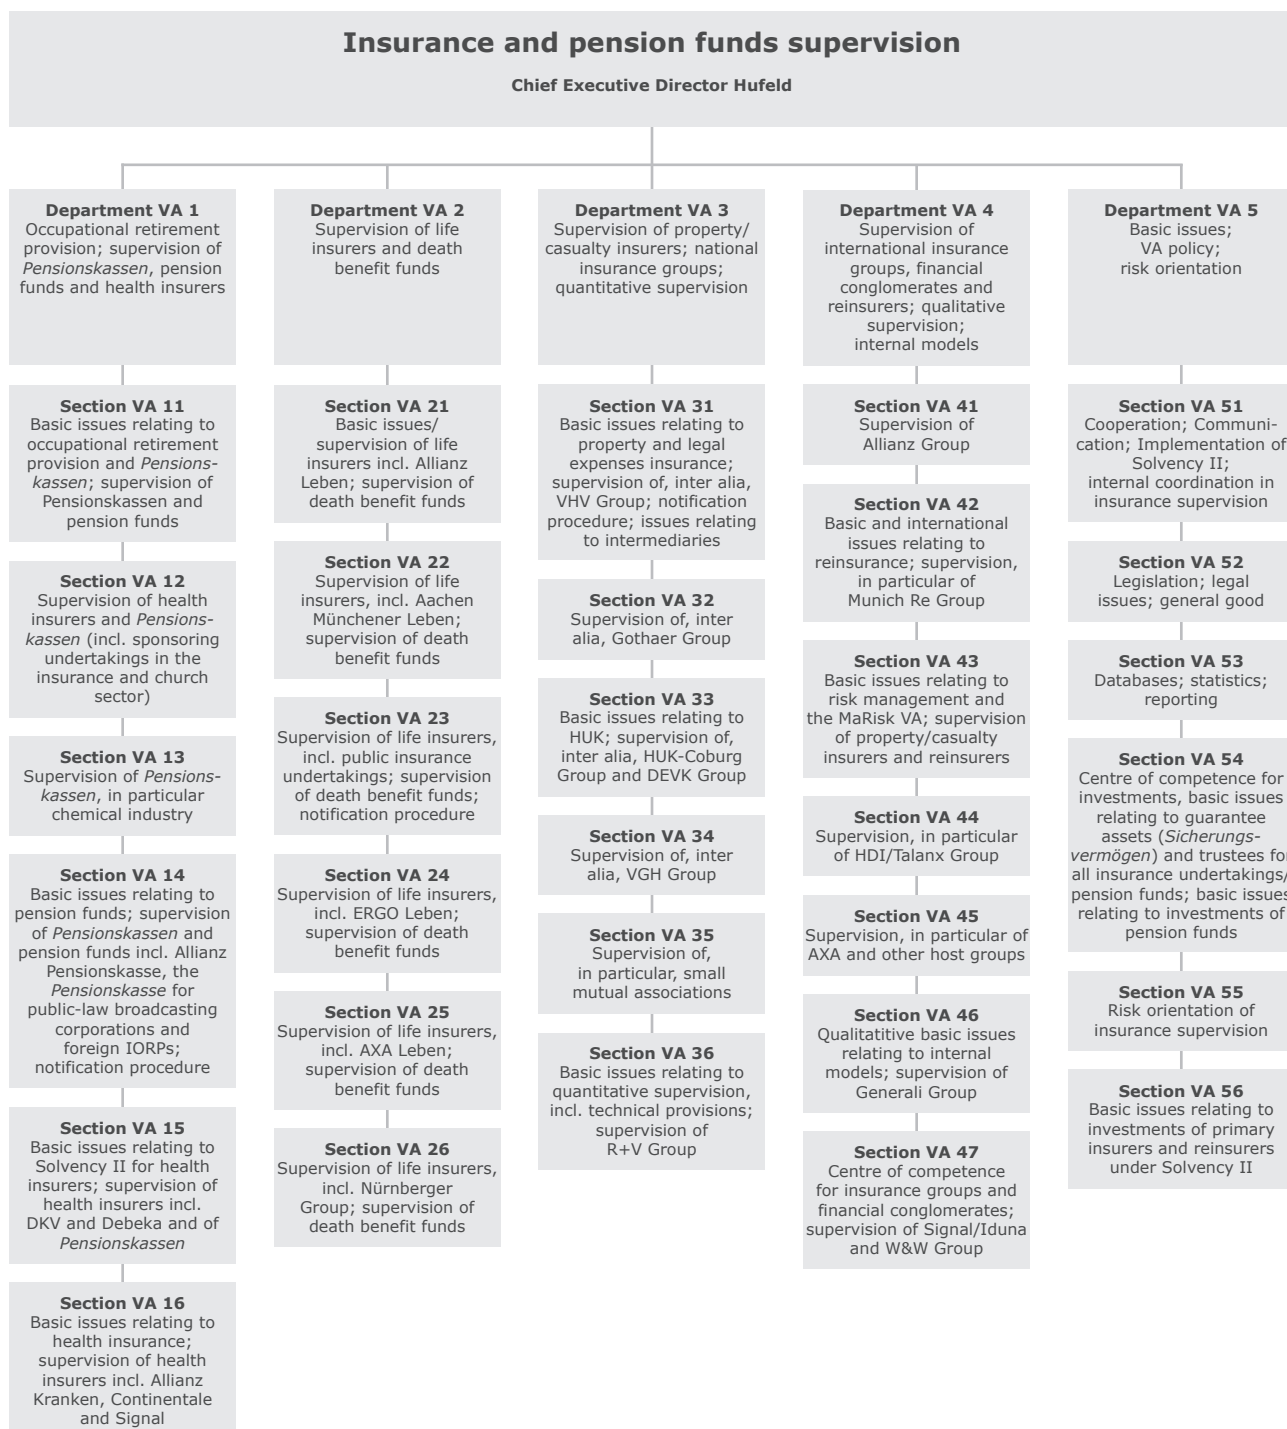 Insurance and pension funds supervision
Chief Executive Director Hufeld
Department VA 1
Occupational retirement
provision; supervision of
Pensionskassen, pension
funds and health insurers
Section VA 11
Basic issues relating to
occupational retirement
provision and Pensions-
kassen; supervision of
Pensionskassen and
pension funds
Section VA 12
Supervision of health
insurers and Pensions-
kassen (incl. sponsoring
undertakings in the
insurance and church
sector)
Section VA 13
Supervision of Pensions-
kassen, in particular
chemical industry
Section VA 14
Basic issues relating to
pension funds; supervision
of Pensionskassen and
pension funds incl. Allianz
Pensionskasse, the
Pensionskasse for
public-law broadcasting
corporations and
foreign IORPs;
notification procedure
Section VA 15
Basic issues relating to
Solvency II for health
insurers; supervision of
health insurers incl.
DKV and Debeka and of
Pensionskassen
Section VA 16
Basic issues relating to
health insurance;
supervision of health
insurers incl. Allianz
Kranken, Continentale
and Signal
Department VA 2
Supervision of life
insurers and death
benefit funds
Section VA 21
Basic issues/
supervision of life
insurers incl. Allianz
Leben; supervision of
death benefit funds
Section VA 22
Supervision of life
insurers, incl. Aachen
Münchener Leben;
supervision of death
benefit funds
Section VA 23
Supervision of life insurers,
incl. public insurance
undertakings; supervision
of death benefit funds;
notification procedure
Section VA 24
Supervision of life insurers,
incl. ERGO Leben;
supervision of death
benefit funds
Section VA 25
Supervision of life insurers,
incl. AXA Leben;
supervision of death
benefit funds
Section VA 26
Supervision of life insurers,
incl. Nürnberger
Group; supervision of
death benefit funds
Department VA 3
Supervision of property/
casualty insurers; national
insurance groups;
quantitative supervision
Section VA 31
Basic issues relating to
property and legal
expenses insurance;
supervision of, inter alia,
VHV Group; notification
procedure; issues relating
to intermediaries
Section VA 32
Supervision of, inter
alia, Gothaer Group
Section VA 33
Basic issues relating to
HUK; supervision of,
inter alia, HUK-Coburg
Group and DEVK Group
Section VA 34
Supervision of, inter
alia, VGH Group
Section VA 35
Supervision of,
in particular, small
mutual associations
Section VA 36
Basic issues relating to
quantitative supervision,
incl. technical provisions;
supervision of
R+V Group
Department VA 4
Supervision of
international insurance
groups, financial
conglomerates and
reinsurers; qualitative
supervision;
internal models
Section VA 41
Supervision of
Allianz Group
Section VA 42
Basic and international
issues relating to
reinsurance; supervision,
in particular of
Munich Re Group
Section VA 43
Basic issues relating to
risk management and
the MaRisk VA; supervision
of property/casualty
insurers and reinsurers
Section VA 44
Supervision, in particular
of HDI/Talanx Group
Section VA 45
Supervision, in particular of
AXA and other host groups
Section VA 46
Qualitatitive basic issues
relating to internal
models; supervision of
Generali Group
Section VA 47
Centre of competence
for insurance groups and
financial conglomerates;
supervision of Signal/Iduna
and W&W Group
Department VA 5
Basic issues;
VA policy;
risk orientation
Section VA 51
Cooperation; Communi-
cation; Implementation of
Solvency II;
internal coordination in
insurance supervision
Section VA 52
Legislation; legal
issues; general good
Section VA 53
Databases; statistics;
reporting
Section VA 54
Centre of competence for
investments, basic issues
relating to guarantee
assets (Sicherungs-
vermögen) and trustees for
all insurance undertakings/
pension funds; basic issues
relating to investments of
pension funds
Section VA 55
Risk orientation of
insurance supervision
Section VA 56
Basic issues relating to
investments of primary
insurers and reinsurers
under Solvency II